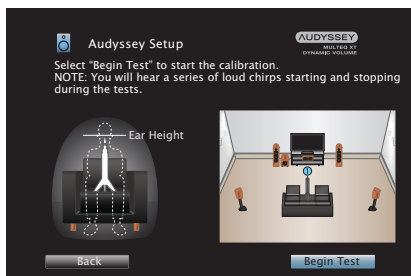 Audyssey Setup
AUDYSSEY
MULTEQ XT
DYNAMIC VOLUME
Select “Begin Test” to start the calibration.
NOTE: You will hear a series of loud chirps starting and stopping
during the tests.
Ear Height
1
Back
Begin Test